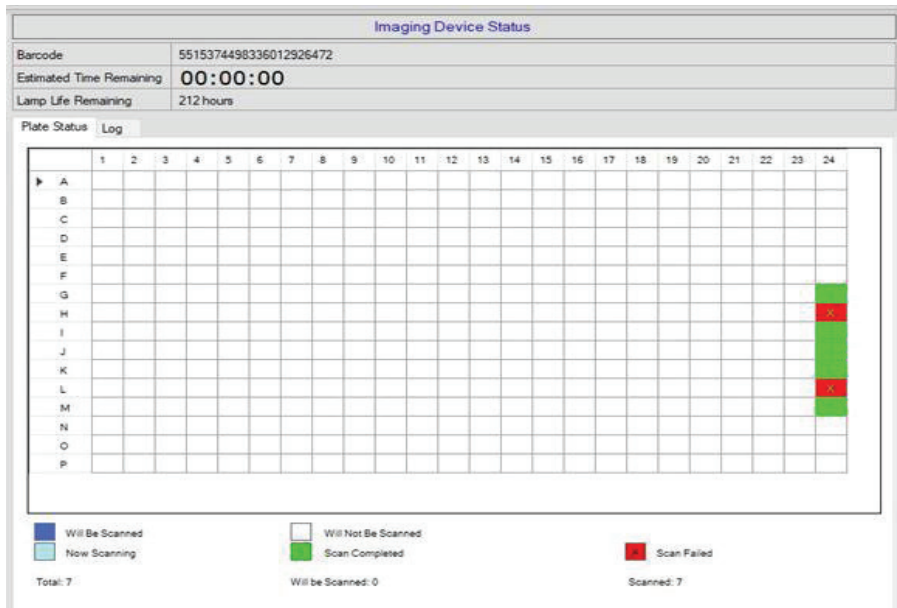 Imaging Device Status
Barcode 5515374498336012926472
Estimated Time Remaining 00:00:00
Lamp Life Remaining 212 hours
Plate Status Log
1 2 3 4 5 6 7 8 9 10 11 12 13 14 15 16 17 18 19 20 21 22 23 24
A
B
C
D
E
F
G
H X
I
J
K
L X
M
N
O
P
Will Be Scanned Will Not Be Scanned
Now Scanning Scan Completed X Scan Failed
Total: 7 Will be Scanned: 0 Scanned: 7